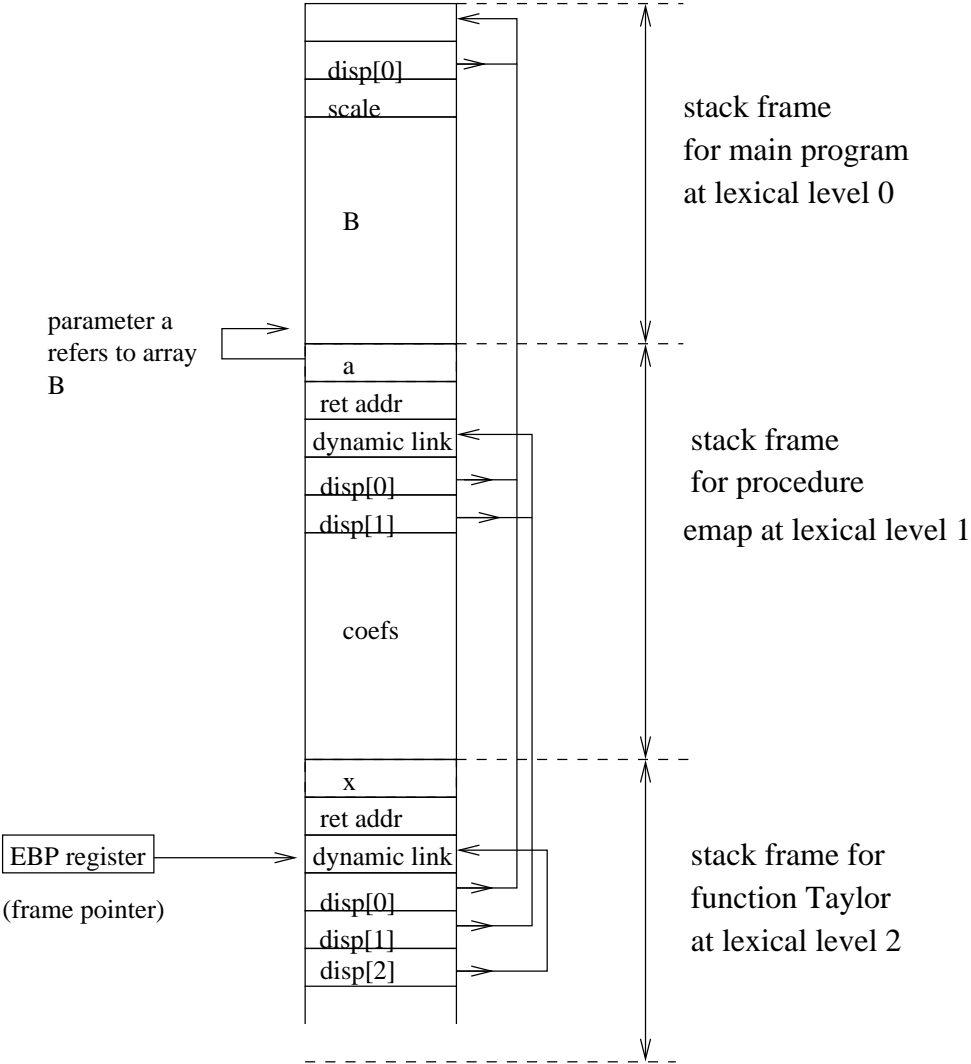 disp[0]
scale
stack frame
for main program
at lexical level 0
B
parameter a
refers to array
B
a
ret addr
dynamic link
disp[0]
disp[1]
stack frame
for procedure
emap at lexical level 1
coefs
x
ret addr
EBP register
dynamic link
(frame pointer)
disp[0]
disp[1]
disp[2]
stack frame for
function Taylor
at lexical level 2